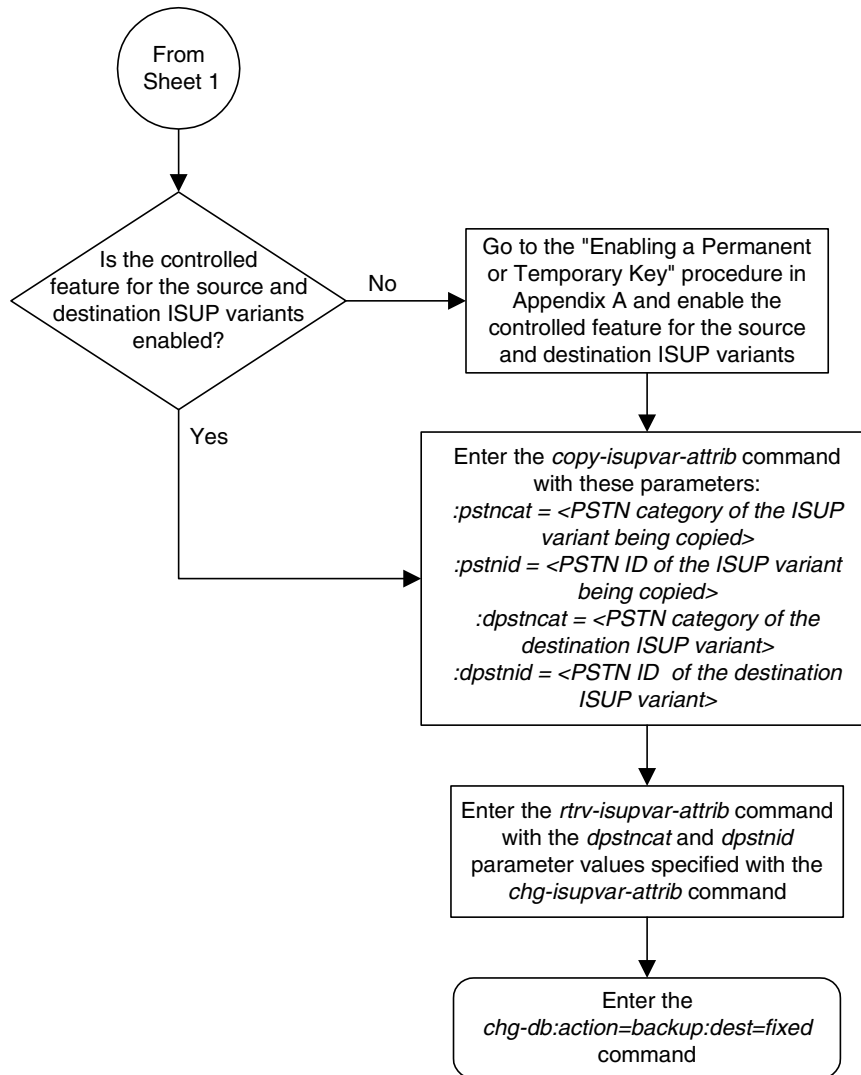 From
Sheet 1
Is the controlled
feature for the source and
destination ISUP variants
enabled?
No
Go to the "Enabling a Permanent
or Temporary Key" procedure in
Appendix A and enable the
controlled feature for the source
and destination ISUP variants
Yes
Enter the copy-isupvar-attrib command
with these parameters:
:pstncat = <PSTN category of the ISUP
variant being copied>
:pstnid = <PSTN ID of the ISUP variant
being copied>
:dpstncat = <PSTN category of the
destination ISUP variant>
:dpstnid = <PSTN ID of the destination
ISUP variant>
Enter the rtrv-isupvar-attrib command
with the dpstncat and dpstnid
parameter values specified with the
chg-isupvar-attrib command
Enter the
chg-db:action=backup:dest=fixed
command